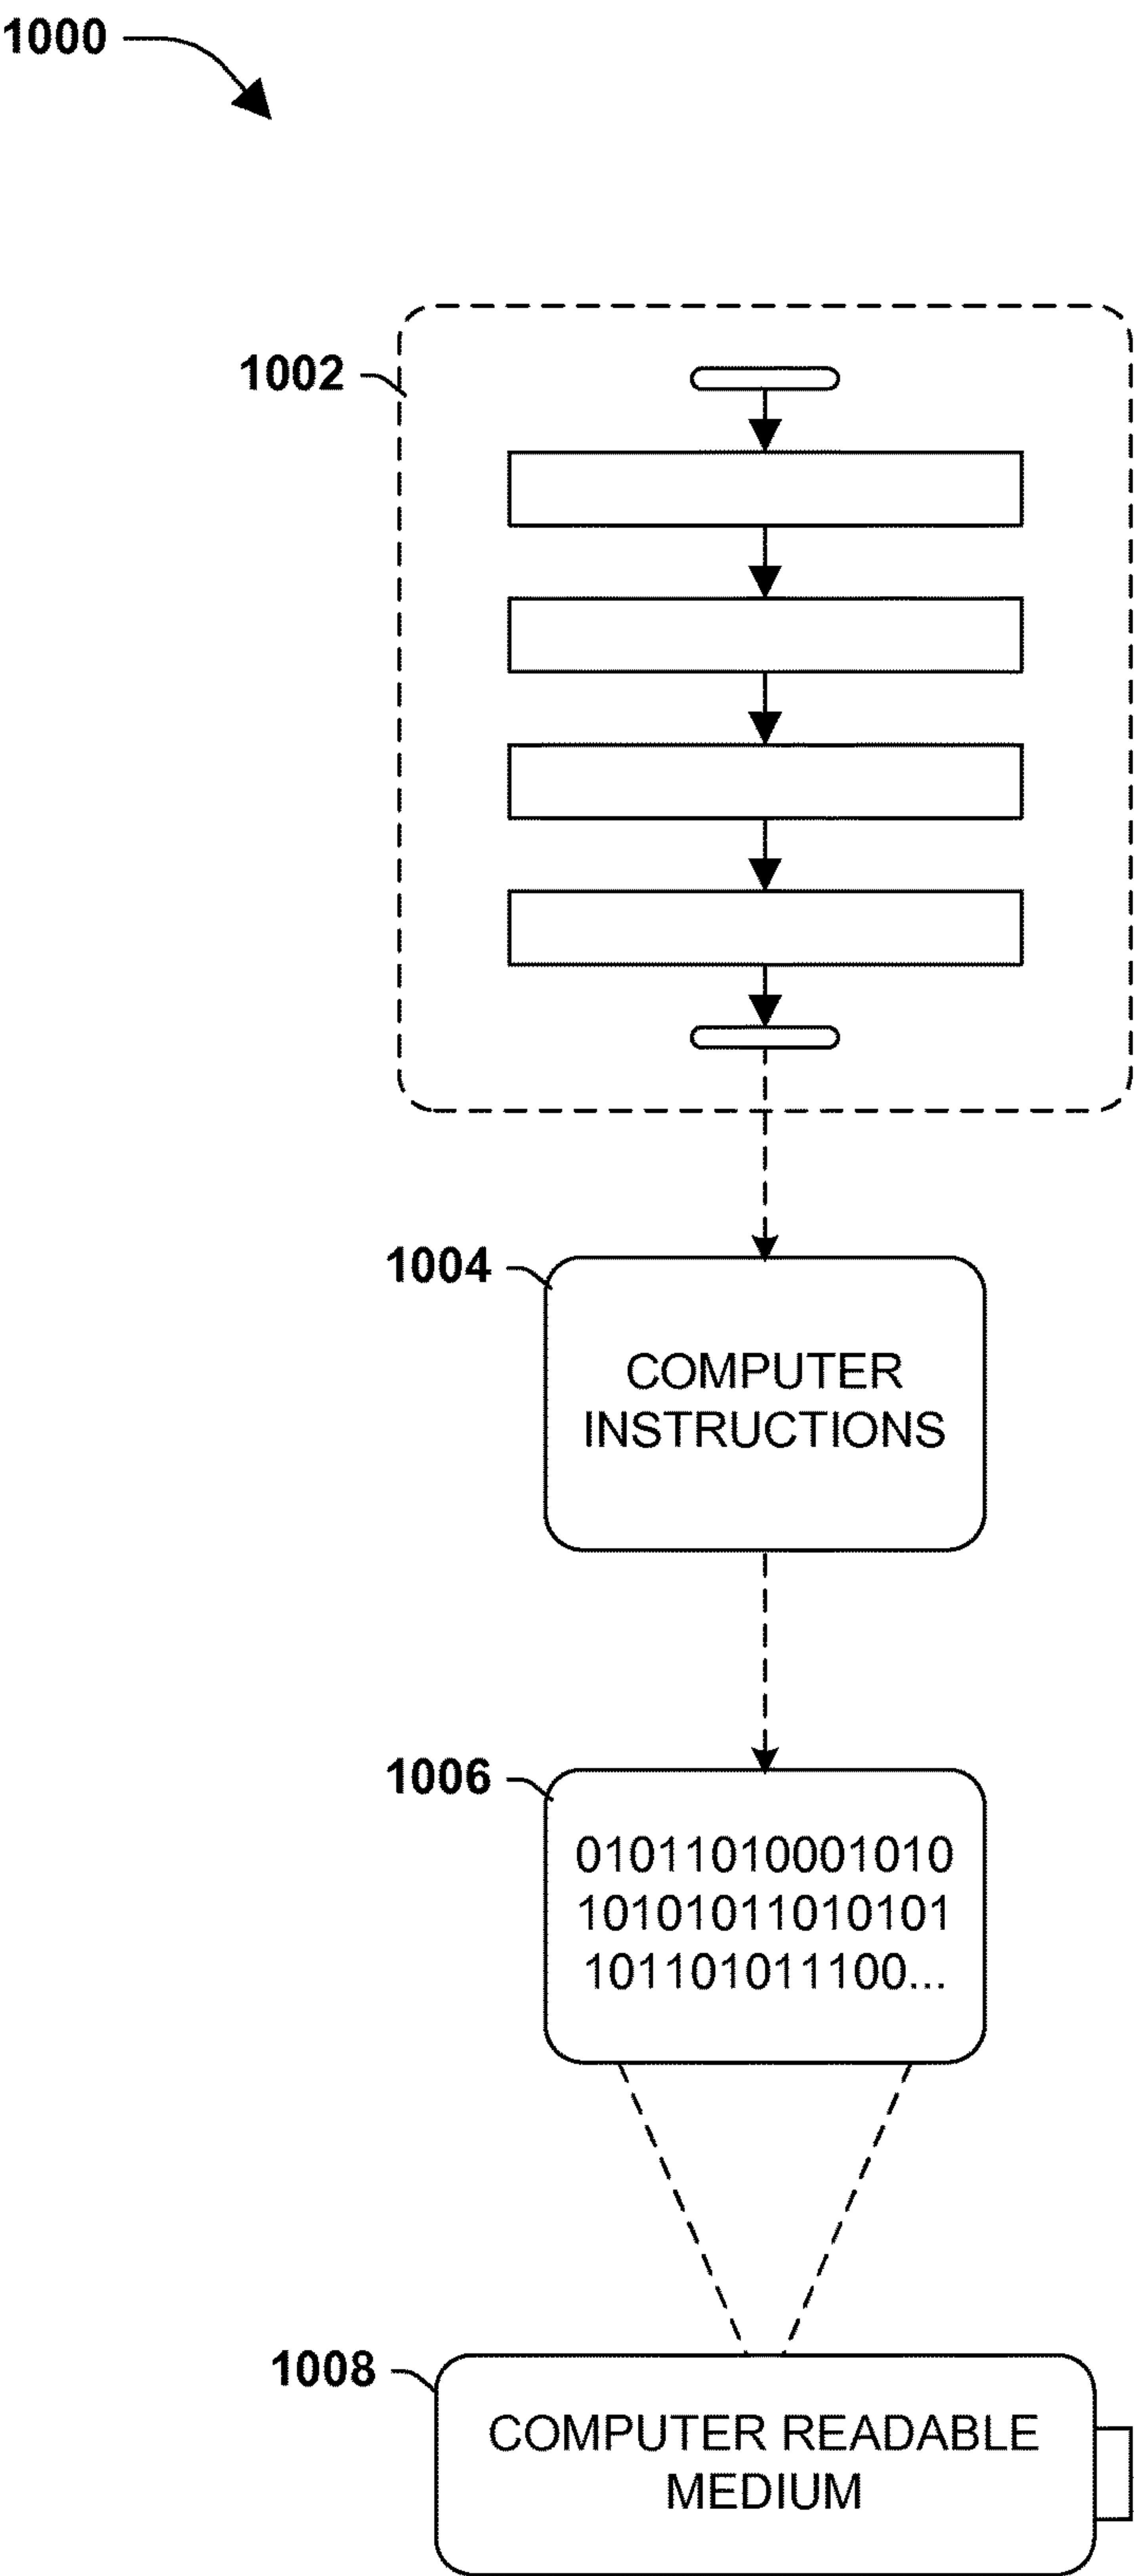 1000
1002
1004
COMPUTER
INSTRUCTIONS
1006
01011010001010
10101011010101
101101011100...
1008
COMPUTER READABLE
MEDIUM